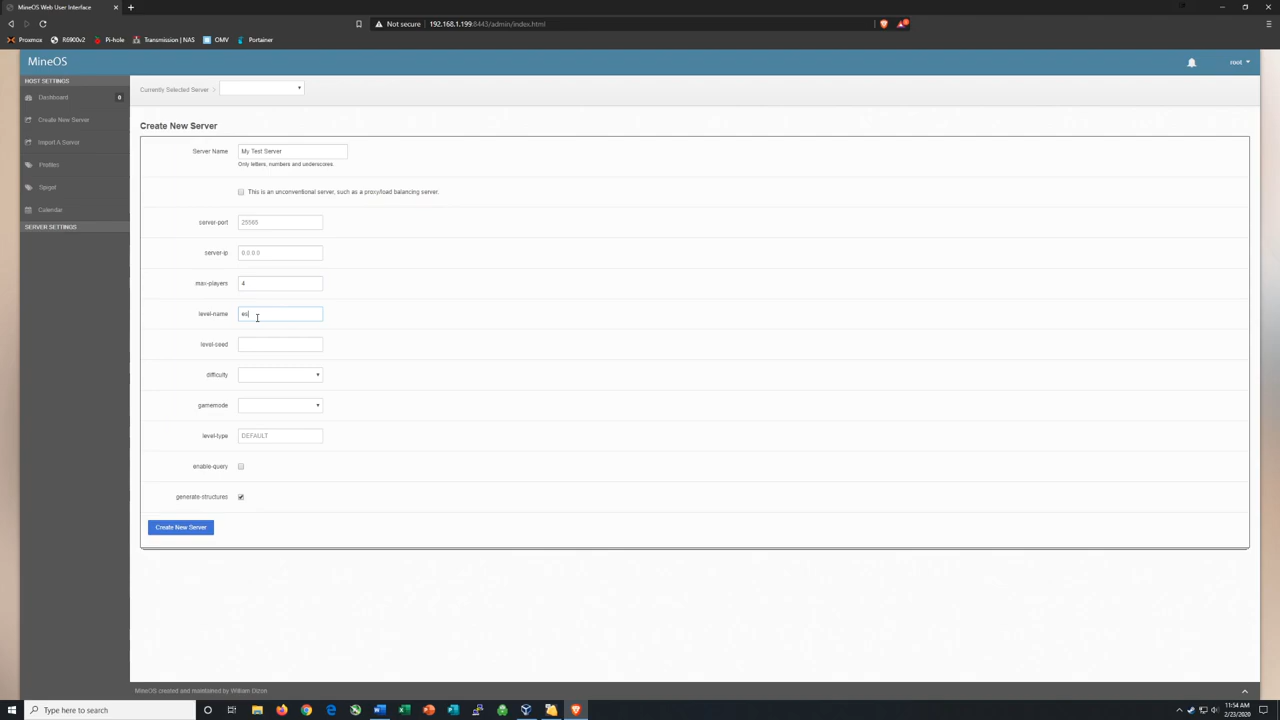 MineOS Web User Interface
Not secure 192.168.1.199:8443/admin/index.html
Proxmox R6900v2 Pi-hole Transmission | NAS OMV Portainer
MineOS root
HOST SETTINGS
Dashboard 0
Create New Server
Import A Server
Profiles
Spigot
Calendar
SERVER SETTINGS
Currently Selected Server >
Create New Server
Server Name My Test Server
Only letters, numbers and underscores.
This is an unconventional server, such as a proxy/load balancing server.
server-port 25565
server-ip 0.0.0.0
max-players 4
level-name es
level-seed
difficulty
gamemode
level-type DEFAULT
enable-query
generate-structures
Create New Server
MineOS created and maintained by William Dizon
Type here to search
11:54 AM
2/23/2020